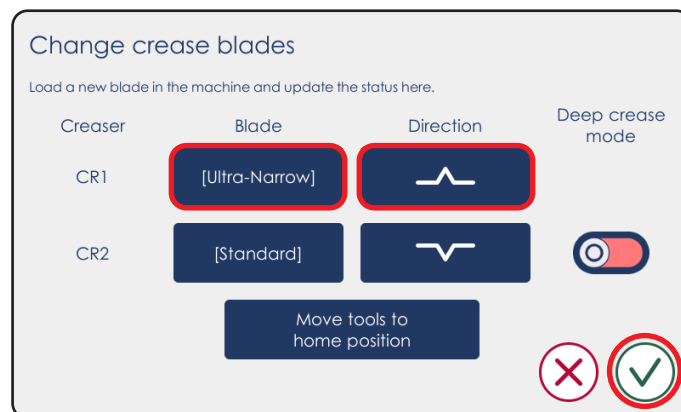 Change crease blades
Load a new blade in the machine and update the status here.
Creaser Blade Direction Deep crease
mode
CR1 [Ultra-Narrow]
CR2 [Standard]
Move tools to
home position